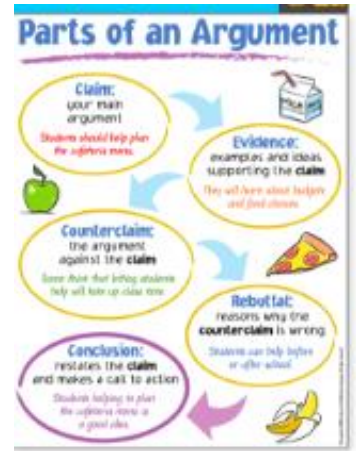 Parts of an Argument
Claim:
your main
argument
Students should help plan
the cafeteria menu.
MILK
Evidence:
examples and ideas
supporting the claim
They will learn about budgets
and food choices.
Counterclaim:
the argument
against the claim
Some think that letting students
help will take up class time.
Rebuttal:
reasons why the
counterclaim is wrong
Students can help before
or after school.
Conclusion:
restates the claim
and makes a call to action
Students helping to plan
the cafeteria menu is
a good idea.